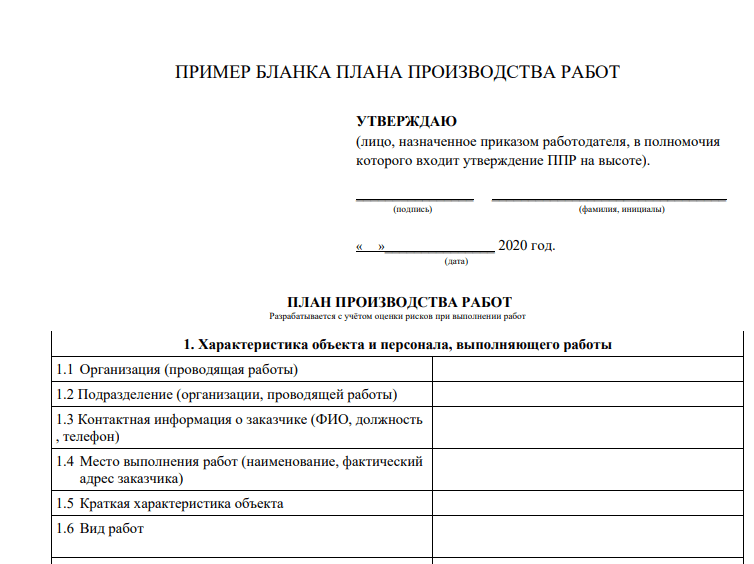 ПРИМЕР БЛАНКА ПЛАНА ПРОИЗВОДСТВА РАБОТ
УТВЕРЖДАЮ
(лицо, назначенное приказом работодателя, в полномочия
которого входит утверждение ППР на высоте).
(подпись) (фамилия, инициалы)
«    »_______________ 2020 год.
(дата)
ПЛАН ПРОИЗВОДСТВА РАБОТ
Разрабатывается с учётом оценки рисков при выполнении работ
1. Характеристика объекта и персонала, выполняющего работы
1.1 Организация (проводящая работы)
1.2 Подразделение (организации, проводящей работы)
1.3 Контактная информация о заказчике (ФИО, должность
, телефон)
1.4 Место выполнения работ (наименование, фактический
адрес заказчика)
1.5 Краткая характеристика объекта
1.6 Вид работ